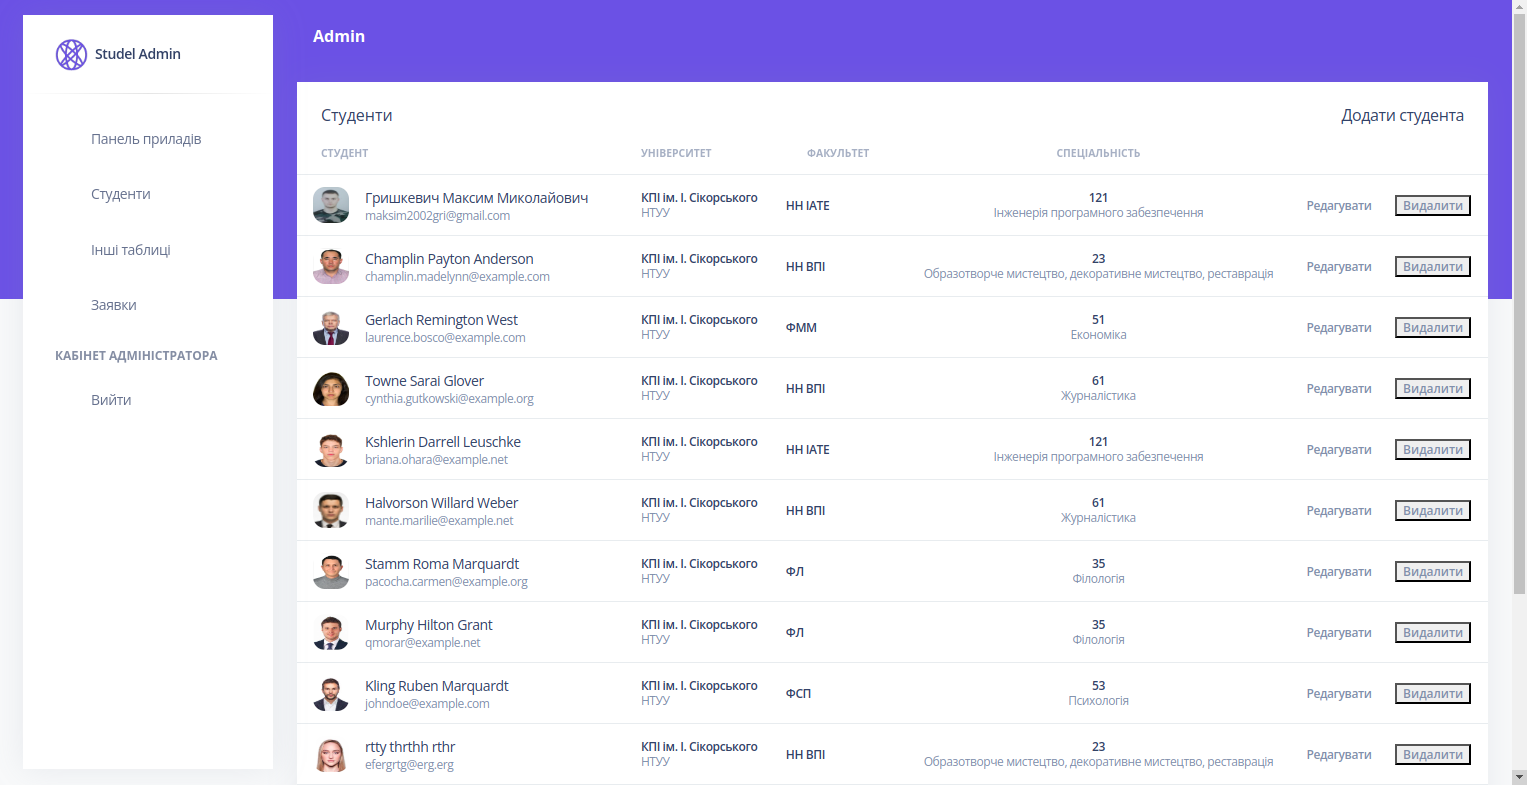 Studel Admin
Панель приладів
Студенти
Інші таблиці
Заявки
КАБІНЕТ АДМІНІСТРАТОРА
Вийти
Admin
Студенти
Додати студента
СТУДЕНТ УНІВЕРСИТЕТ ФАКУЛЬТЕТ СПЕЦІАЛЬНІСТЬ
Гришкевич Максим Миколайович
maksim2002gri@gmail.com
КПІ ім. І. Сікорського
НТУУ
НН ІАТЕ
121
Інженерія програмного забезпечення
Редагувати
Видалити
Champlin Payton Anderson
champlin.madelynn@example.com
КПІ ім. І. Сікорського
НТУУ
НН ВПІ
23
Образотворче мистецтво, декоративне мистецтво, реставрація
Редагувати
Видалити
Gerlach Remington West
laurence.bosco@example.com
КПІ ім. І. Сікорського
НТУУ
ФММ
51
Економіка
Редагувати
Видалити
Towne Sarai Glover
cynthia.gutkowski@example.org
КПІ ім. І. Сікорського
НТУУ
НН ВПІ
61
Журналістика
Редагувати
Видалити
Kshlerin Darrell Leuschke
briana.ohara@example.net
КПІ ім. І. Сікорського
НТУУ
НН ІАТЕ
121
Інженерія програмного забезпечення
Редагувати
Видалити
Halvorson Willard Weber
mante.marilie@example.net
КПІ ім. І. Сікорського
НТУУ
НН ВПІ
61
Журналістика
Редагувати
Видалити
Stamm Roma Marquardt
pacocha.carmen@example.org
КПІ ім. І. Сікорського
НТУУ
ФЛ
35
Філологія
Редагувати
Видалити
Murphy Hilton Grant
qmorar@example.net
КПІ ім. І. Сікорського
НТУУ
ФЛ
35
Філологія
Редагувати
Видалити
Kling Ruben Marquardt
johndoe@example.com
КПІ ім. І. Сікорського
НТУУ
ФСП
53
Психологія
Редагувати
Видалити
rtty thrthh rthr
efergrtg@erg.erg
КПІ ім. І. Сікорського
НТУУ
НН ВПІ
23
Образотворче мистецтво, декоративне мистецтво, реставрація
Редагувати
Видалити